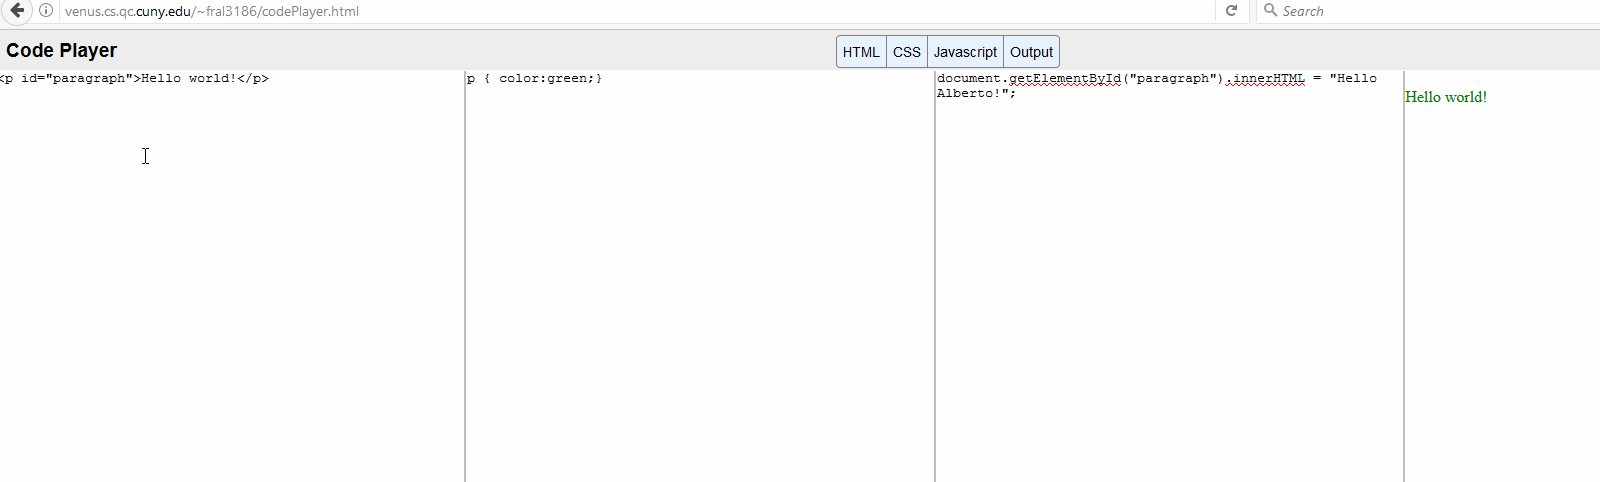 venus.cs.qc.cuny.edu/~fral3186/codePlayer.html
Search
Code Player
HTML
CSS
Javascript
Output
<p id="paragraph">Hello world!</p>
p { color:green;}
document.getElementById("paragraph").innerHTML = "Hello
Alberto!";
Hello world!